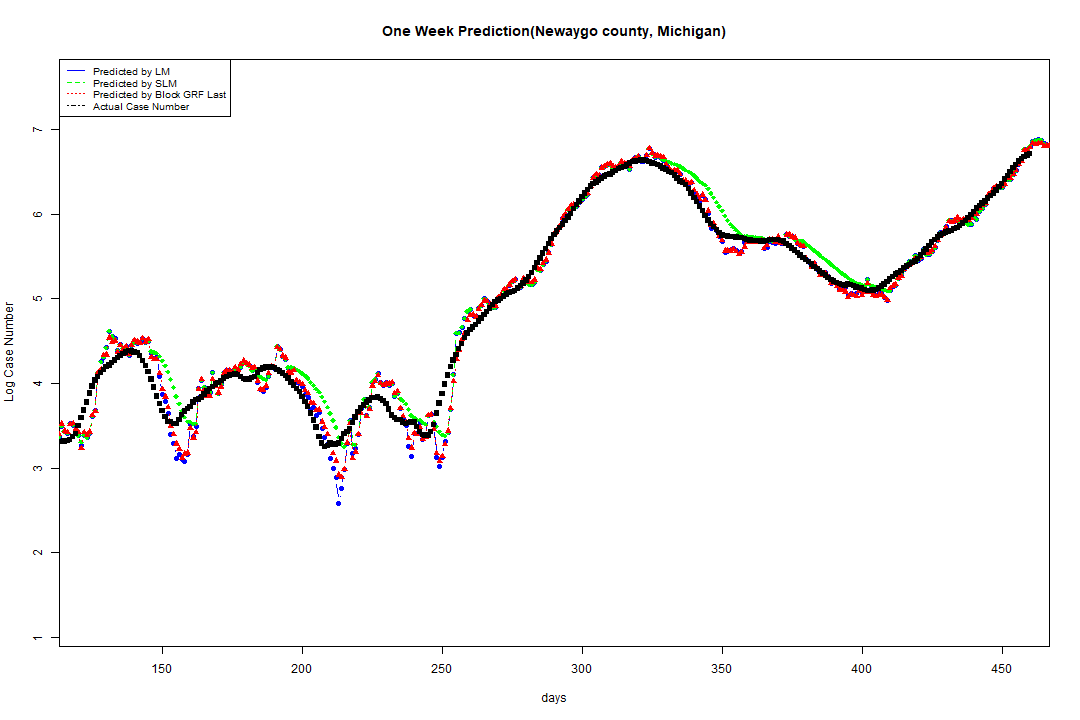 One Week Prediction(Newaygo county, Michigan)
Predicted by LM
Predicted by SLM
Predicted by Block GRF Last
Actual Case Number
7
6
5
4
3
2
1
Log Case Number
150 200 250 300 350 400 450
days